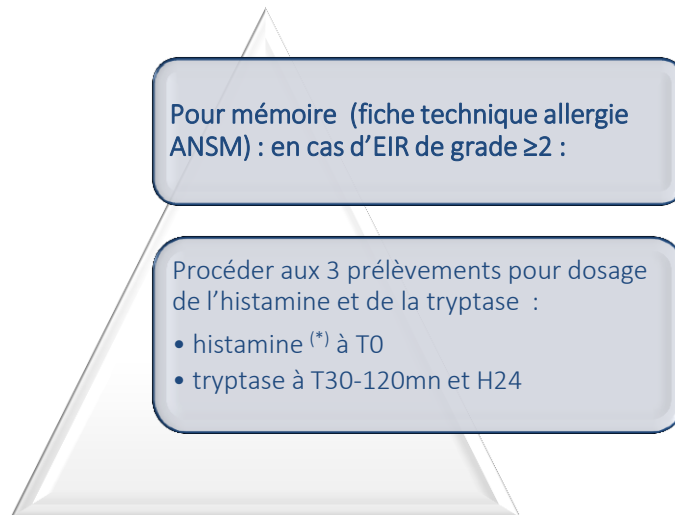 Pour mémoire  (fiche technique allergie
ANSM) : en cas d’EIR de grade ≥2 :
Procéder aux 3 prélèvements pour dosage
de l’histamine et de la tryptase  :
• histamine (*) à T0
• tryptase à T30-120mn et H24